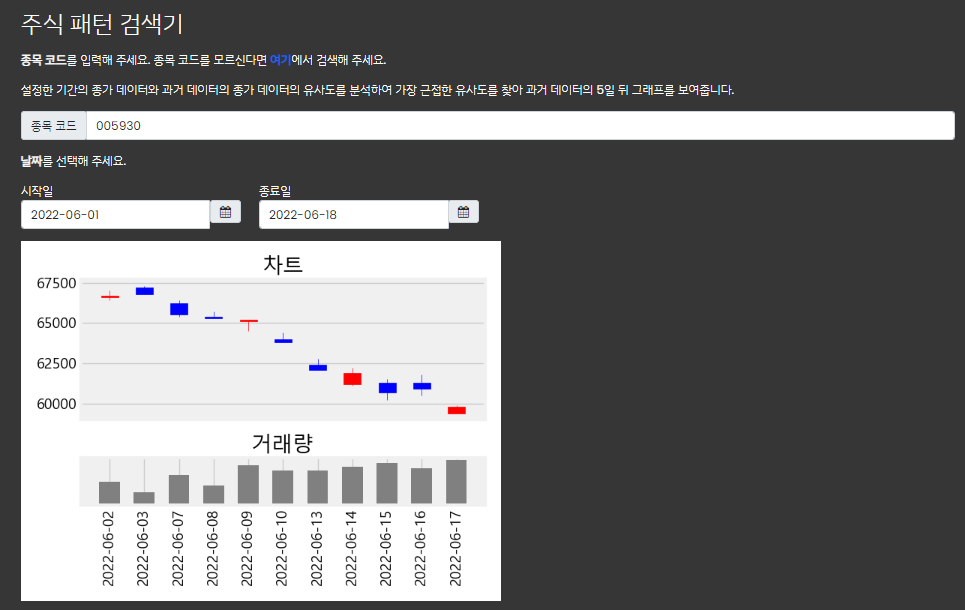 주식 패턴 검색기
종목 코드를 입력해 주세요. 종목 코드를 모르신다면 여기에서 검색해 주세요.
설정한 기간의 종가 데이터와 과거 데이터의 종가 데이터의 유사도를 분석하여 가장 근접한 유사도를 찾아 과거 데이터의 5일 뒤 그래프를 보여줍니다.
종목 코드 005930
날짜를 선택해 주세요.
시작일 종료일
2022-06-01 2022-06-18
차트
67500
65000
62500
60000
거래량
2022-06-02
2022-06-03
2022-06-07
2022-06-08
2022-06-09
2022-06-10
2022-06-13
2022-06-14
2022-06-15
2022-06-16
2022-06-17